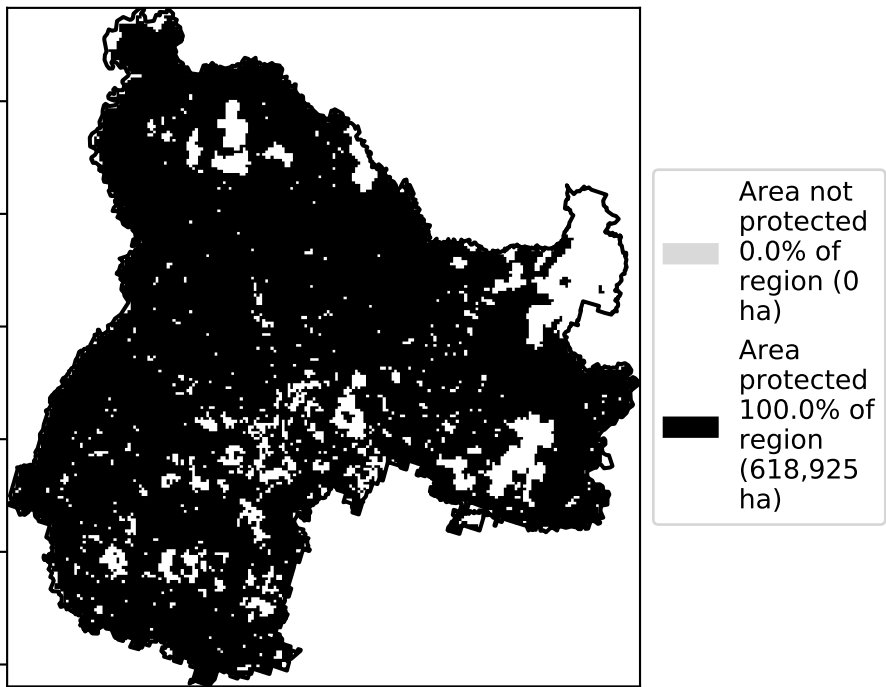 Area not
protected
0.0% of
region (0
ha)
Area
protected
100.0% of
region
(618,925
ha)